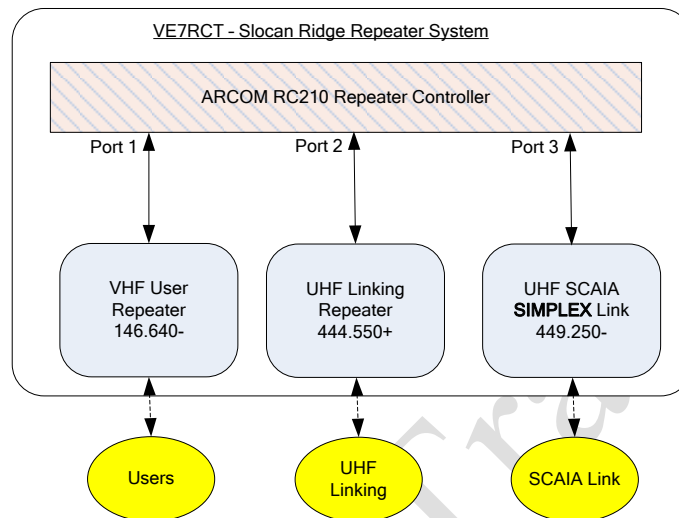 VE7RCT - Slocan Ridge Repeater System
ARCOM RC210 Repeater Controller
Port 1
Port 2
Port 3
VHF User
Repeater
146.640-
UHF Linking
Repeater
444.550+
UHF SCAIA
SIMPLEX Link
449.250-
Users
UHF
Linking
SCAIA Link